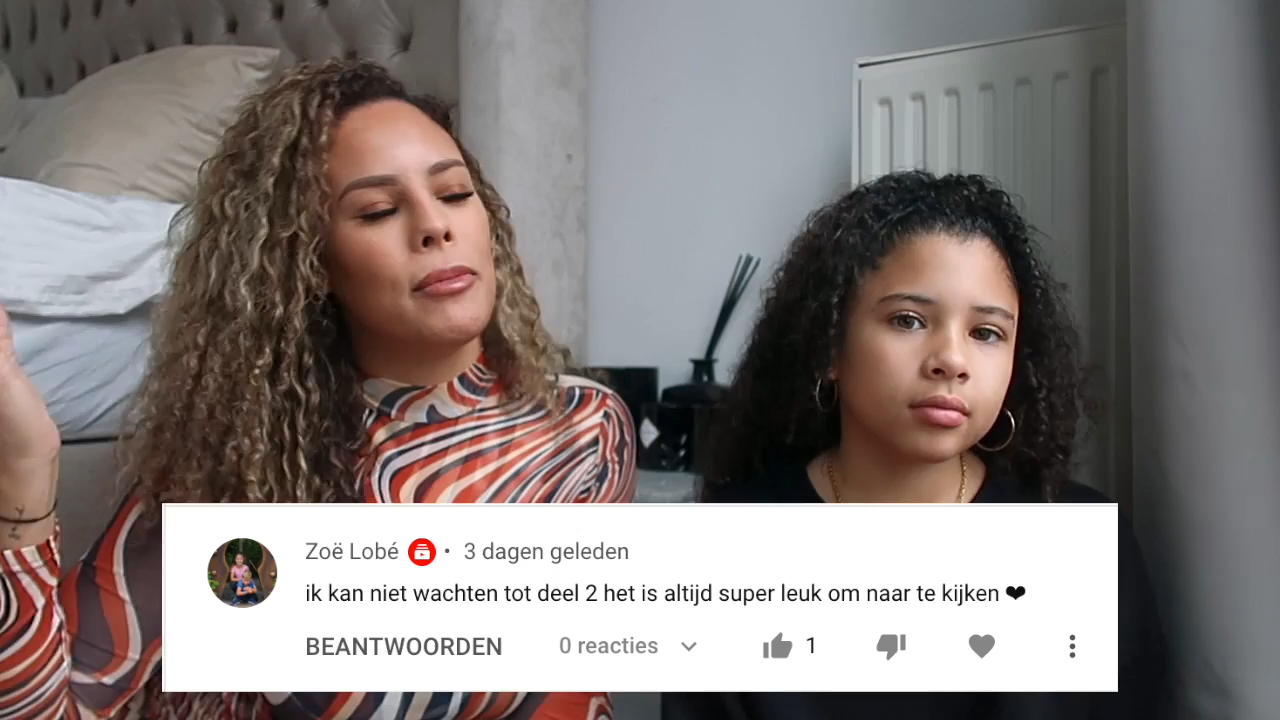 Zoë Lobé • 3 dagen geleden
ik kan niet wachten tot deel 2 het is altijd super leuk om naar te kijken ❤
BEANTWOORDEN 0 reacties 1